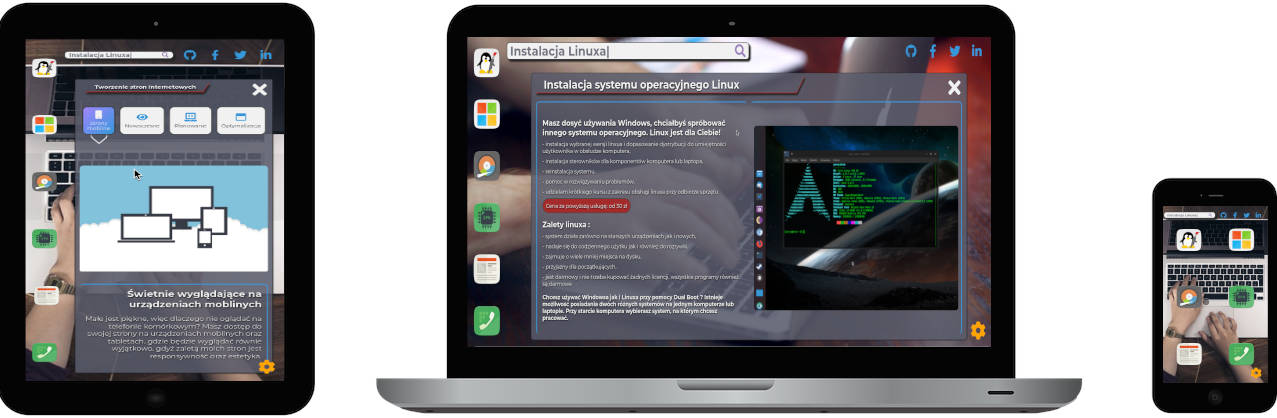 Instalacja Linuxa|
Tworzenie stron internetowych
Strony
mobilne
Nowoczesne
Planowanie
Optymalizacja
Świetnie wyglądające na
urządzeniach moblinych
Małe jest piękne, więc dlaczego nie oglądać na
telefonie komórkowym? Masz dostęp do
swojej strony na urządzeniach mobilnych oraz
tabletach, gdzie będzie wyglądać równie
wyjątkowo, gdyż zaletą moich stron jest
responsywność oraz estetyka.
Instalacja Linuxa|
Instalacja systemu operacyjnego Linux
Masz dosyć używania Windows, chciałbyś spróbować
innego systemu operacyjnego. Linux jest dla Ciebie!
- instalacja wybranej wersji linuxa i dopasowanie dystrybucji do umiejętności
użytkownika w obsłudze komputera,
- instalacja sterowników dla komponentów komputera lub laptopa,
- reinstalacja systemu,
- pomoc w rozwiązywaniu problemów,
- udzielam krótkiego kursu z zakresu obsługi linuxa przy odbiorze sprzętu.
Cena za powyższą usługę: od 30 zł
Zalety linuxa :
- system działa zarówno na starszych urządzeniach jak i nowych,
- nadaje się do codziennego użytku jak i również do rozrywki,
- zajmuje o wiele mniej miejsca na dysku,
- przyjazny dla początkujących,
- jest darmowy i nie trzeba kupować żadnych licencji, wszystkie programy również
są darmowe.
Chcesz używać Windowsa jak i Linuxa przy pomocy Dual Boot ? Istnieje
możliwość posiadania dwóch różnych systemów na jednym komputerze lub
laptopie. Przy starcie komputera wybierasz system, na którym chcesz
pracować.
Instalacja Linuxa|